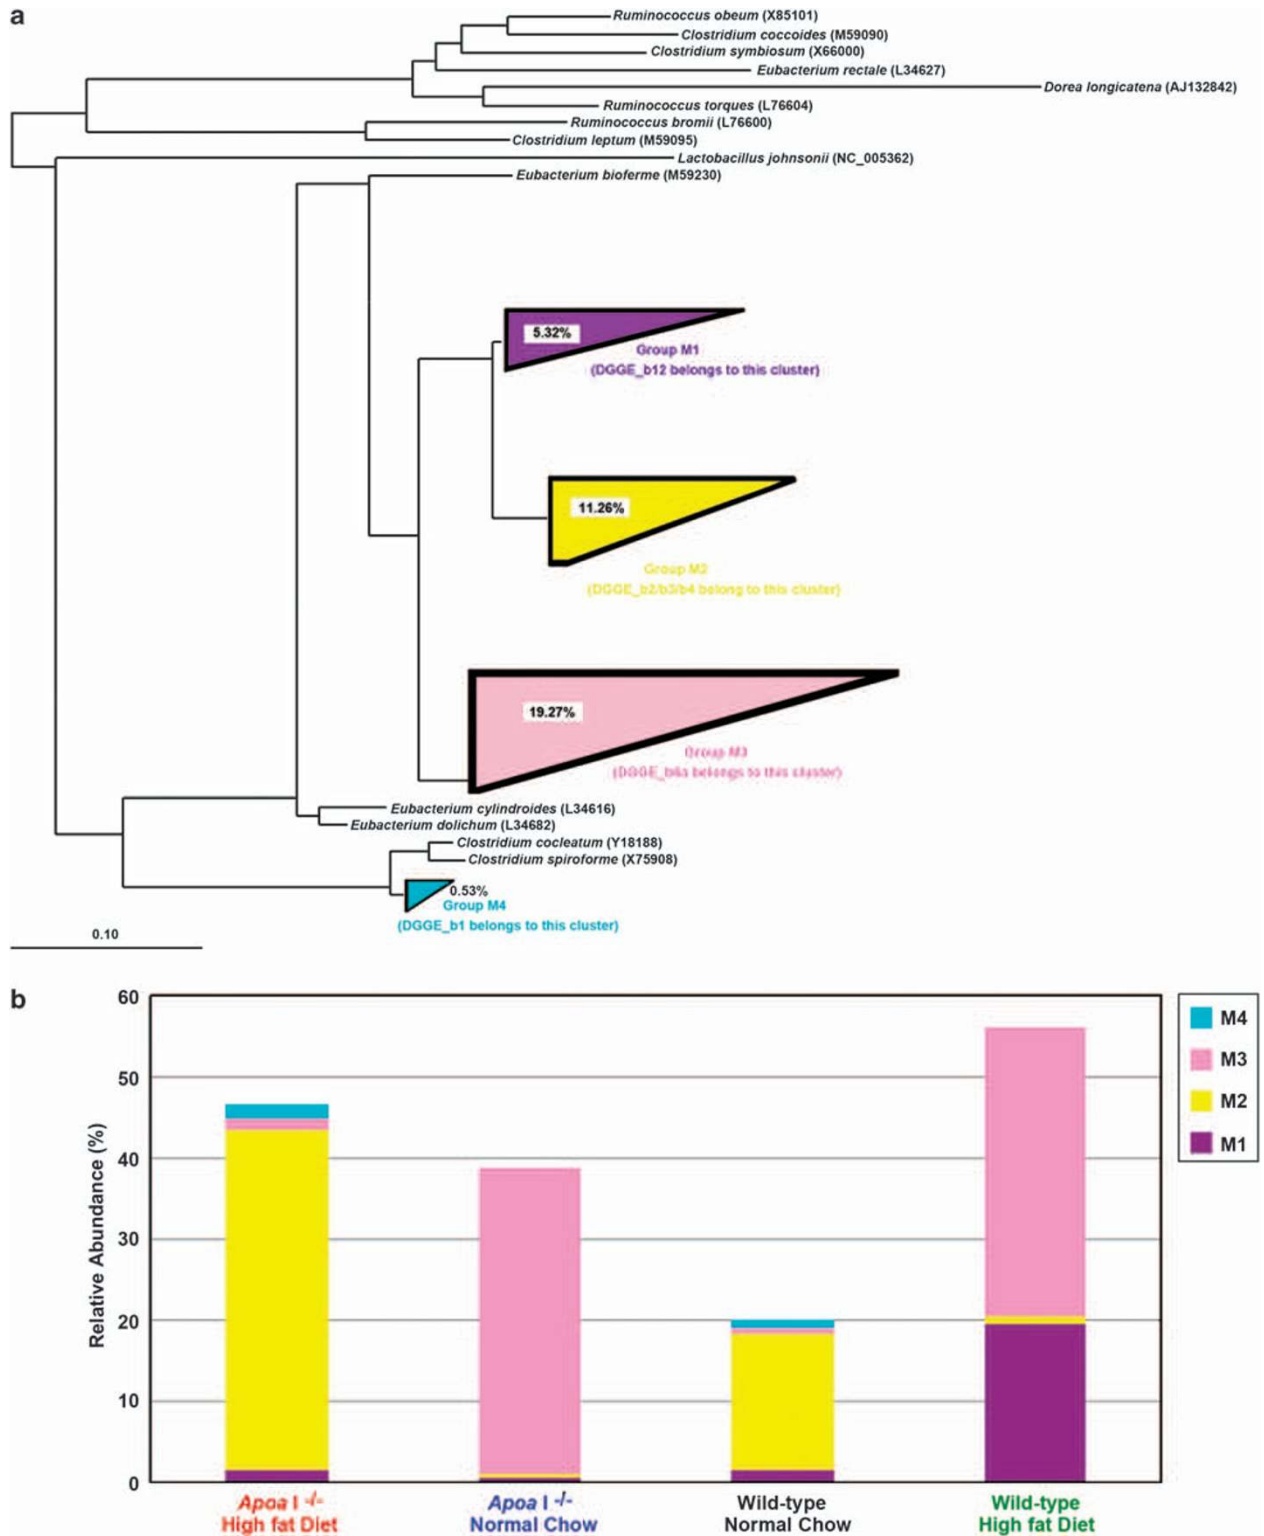 a
Ruminococcus obeum (X85101)
Clostridium coccoides (M59090)
Clostridium symbiosum (X66000)
Eubacterium rectale (L34627)
Dorea longicatena (AJ132842)
Ruminococcus torques (L76604)
Ruminococcus bromii (L76600)
Clostridium leptum (M59095)
Lactobacillus johnsonii (NC_005362)
Eubacterium bioferme (M59230)
5.32%
Group M1
(DGGE_b12 belongs to this cluster)
11.26%
Group M2
(DGGE_b2/b3/b4 belong to this cluster)
19.27%
Group M3
belongs to this cluster)
Eubacterium cylindroides (L34616)
Eubacterium dolichum (L34682)
Clostridium cocleatum (Y18188)
Clostridium spiroforme (X75908)
0.53%
Group M4
(DGGE_b1 belongs to this cluster)
0.10
b
60
50
40
30
20
10
0
Relative Abundance (%)
M4
M3
M2
M1
Apoa I -/-
High fat Diet
Apoa I -/-
Normal Chow
Wild-type
Normal Chow
Wild-type
High fat Diet